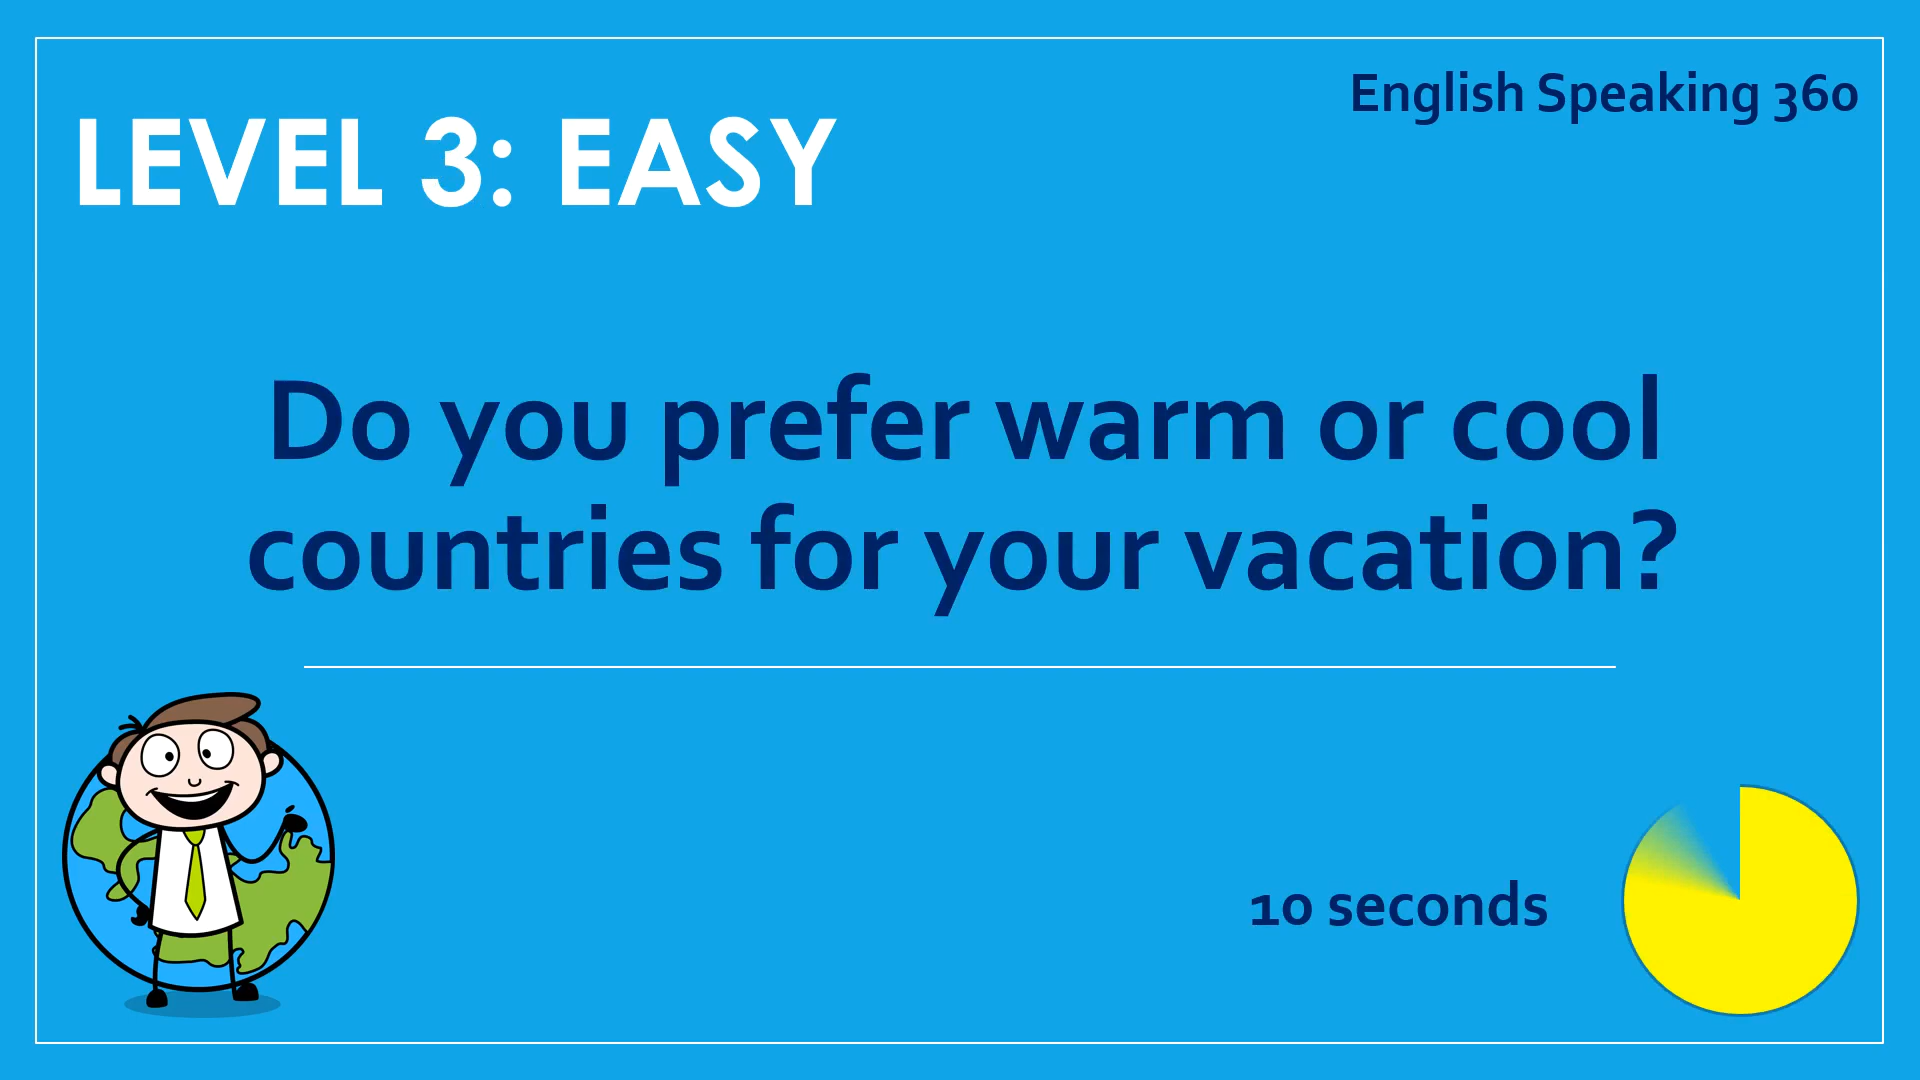 English Speaking 360
LEVEL 3: EASY
Do you prefer warm or cool
countries for your vacation?
10 seconds